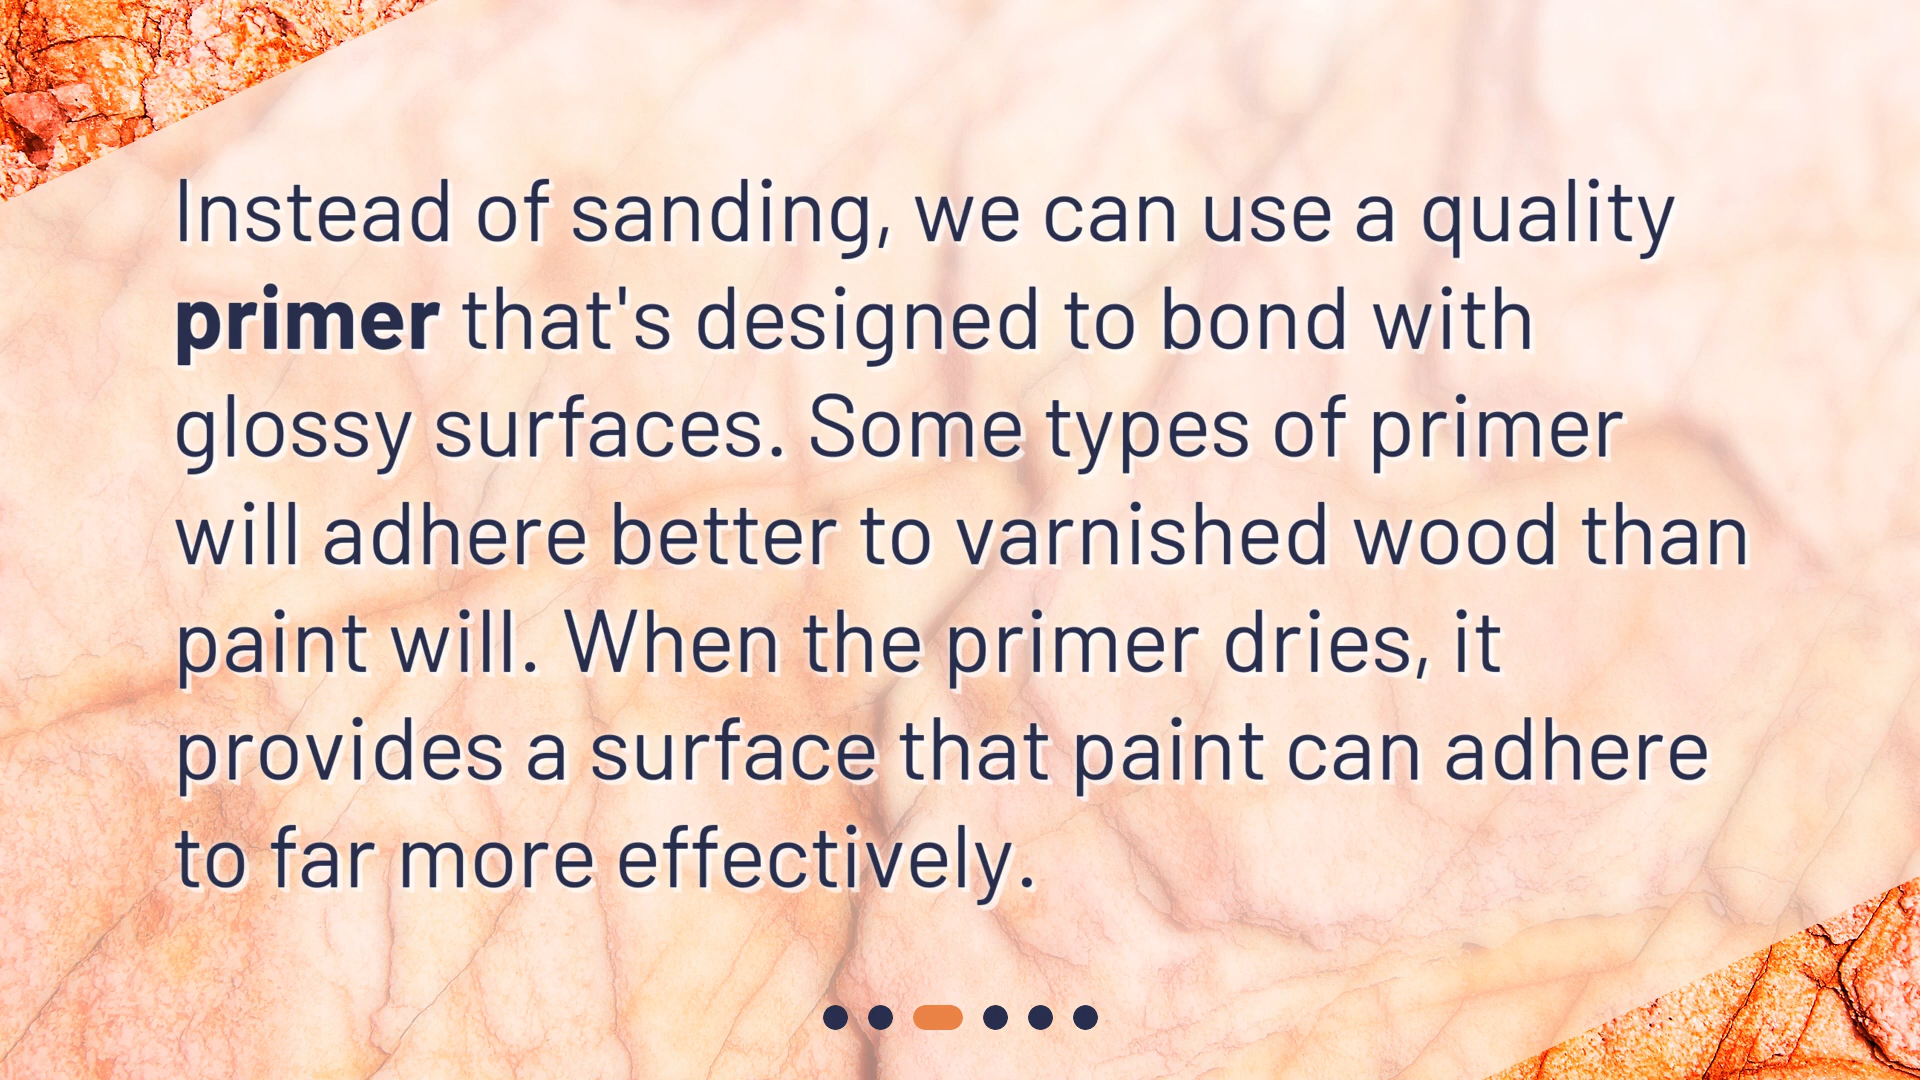 Instead of sanding, we can use a quality
primer that's designed to bond with
glossy surfaces. Some types of primer
will adhere better to varnished wood than
paint will. When the primer dries, it
provides a surface that paint can adhere
to far more effectively.